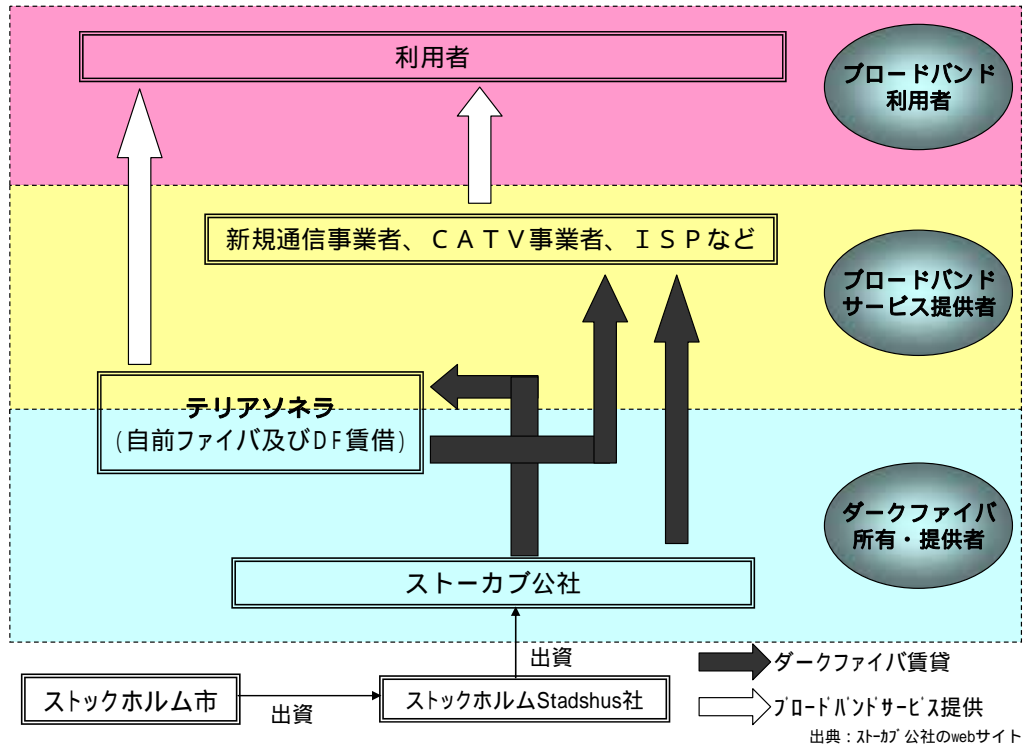 利用者
ブロードバンド
利用者
新規通信事業者、ＣＡＴＶ事業者、ＩＳＰなど
ブロードバンド
サービス提供者
テリアソネラ
(自前ファイバ及びDF賃借)
ダークファイバ
所有・提供者
ストーカブ公社
出資
ダークファイバ賃貸
ストックホルム市
出資
ストックホルムStadshus社
ﾌﾞﾛｰﾄﾞﾊﾞﾝﾄﾞｻｰﾋﾞｽ提供
出典：ｽﾄｰｶﾌﾞ公社のwebサイト